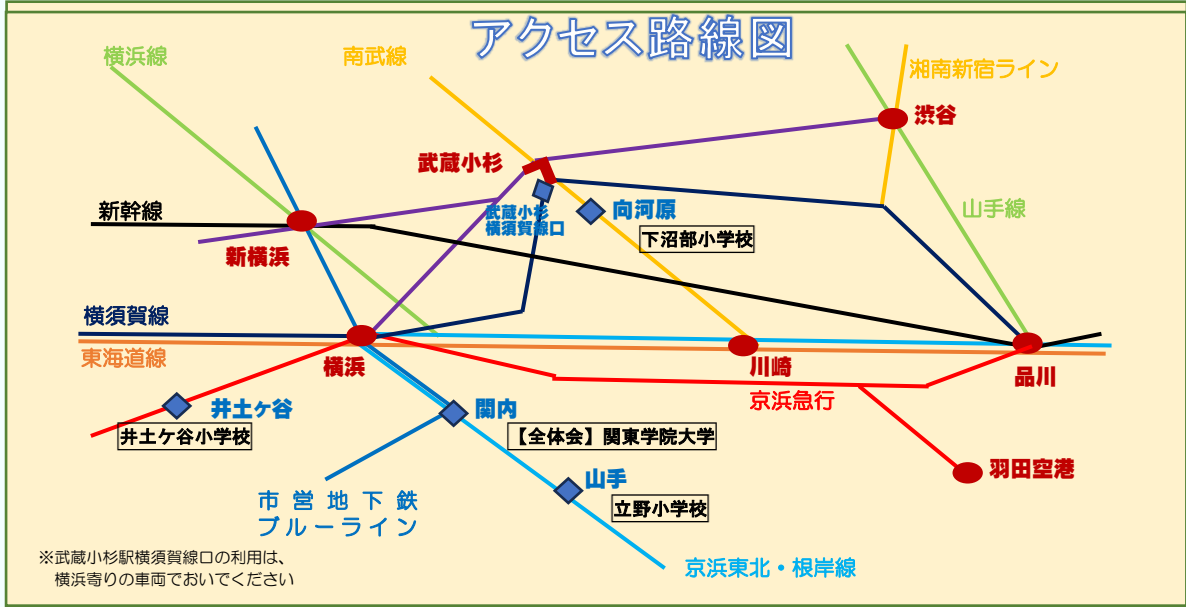 アクセス路線図
横浜線
南武線
湘南新宿ライン
渋谷
武蔵小杉
新幹線
武蔵小杉
横須賀線口
向河原
山手線
下沼部小学校
新横浜
横須賀線
東海道線
横浜
川崎
品川
京浜急行
井土ヶ谷
井土ケ谷小学校
関内
【全体会】関東学院大学
羽田空港
山手
立野小学校
市営地下鉄
ブルーライン
※武蔵小杉駅横須賀線口の利用は、
横浜寄りの車両でおいでください
京浜東北・根岸線